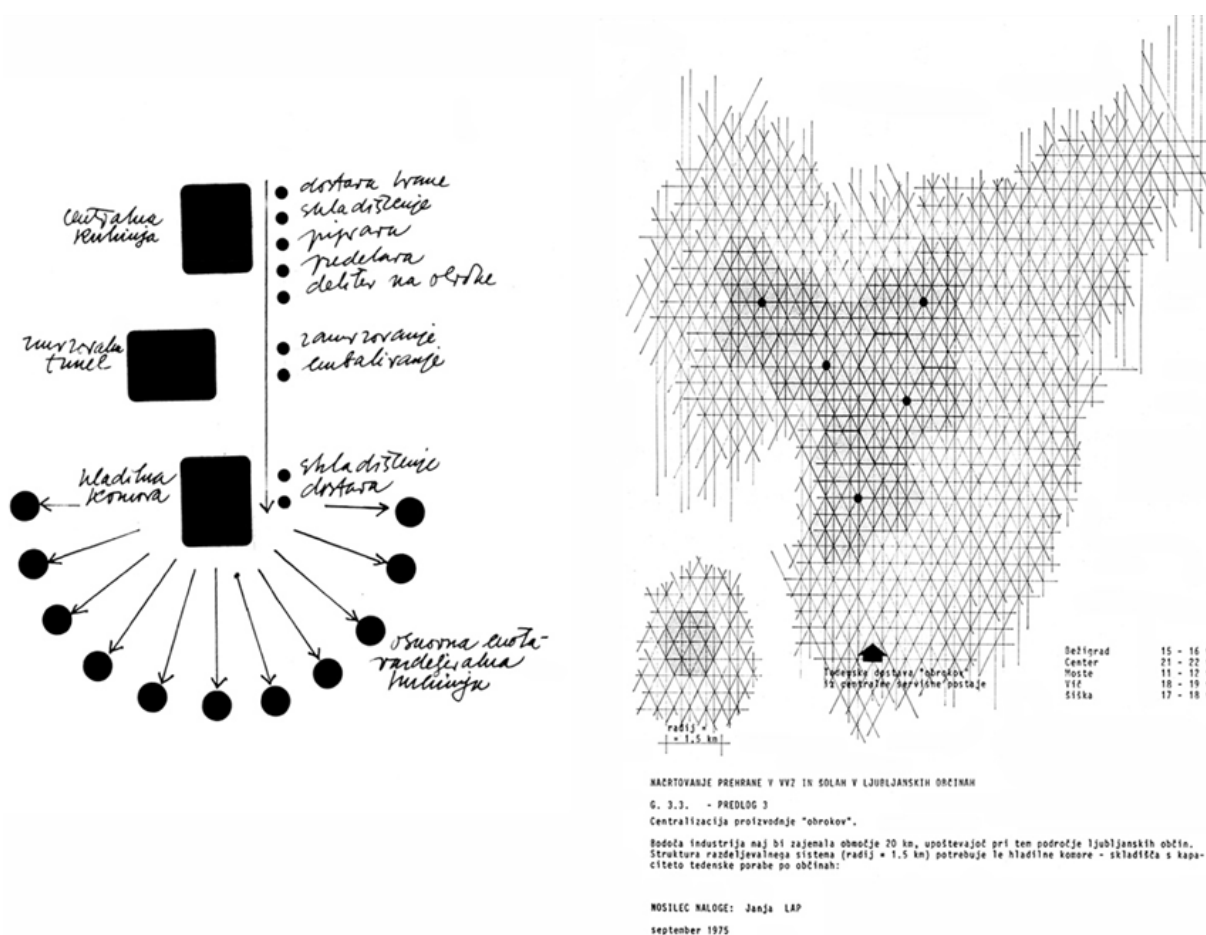 centralna
kuhinja
dostava hrane
skladiščenje
priprava
predelava
delitev na obroke
zmrzovalni
tunel
zamrzovanje
embaliranje
hladilna
komora
skladiščenje
dostava
osnovna enota-
razdeljevalna
kuhinja
Tedenska dostava "obrokov"
iz centralne servisne postaje
radij =
= 1.5 km
Bežigrad 15 - 16
Center 21 - 22
Moste 11 - 12
Vič 18 - 19
Šiška 17 - 18
NAČRTOVANJE PREHRANE V VVZ IN ŠOLAH V LJUBLJANSKIH OBČINAH
G. 3.3. - PREDLOG 3
Centralizacija proizvodnje "obrokov".
Bodoča industrija naj bi zajemala območje 20 km, upoštevajoč pri tem področje ljubljanskih občin.
Struktura razdeljevalnega sistema (radij = 1.5 km) potrebuje le hladilne komore - skladišča s kapa-
citeto tedenske porabe po občinah:
NOSILEC NALOGE: Janja LAP
september 1975